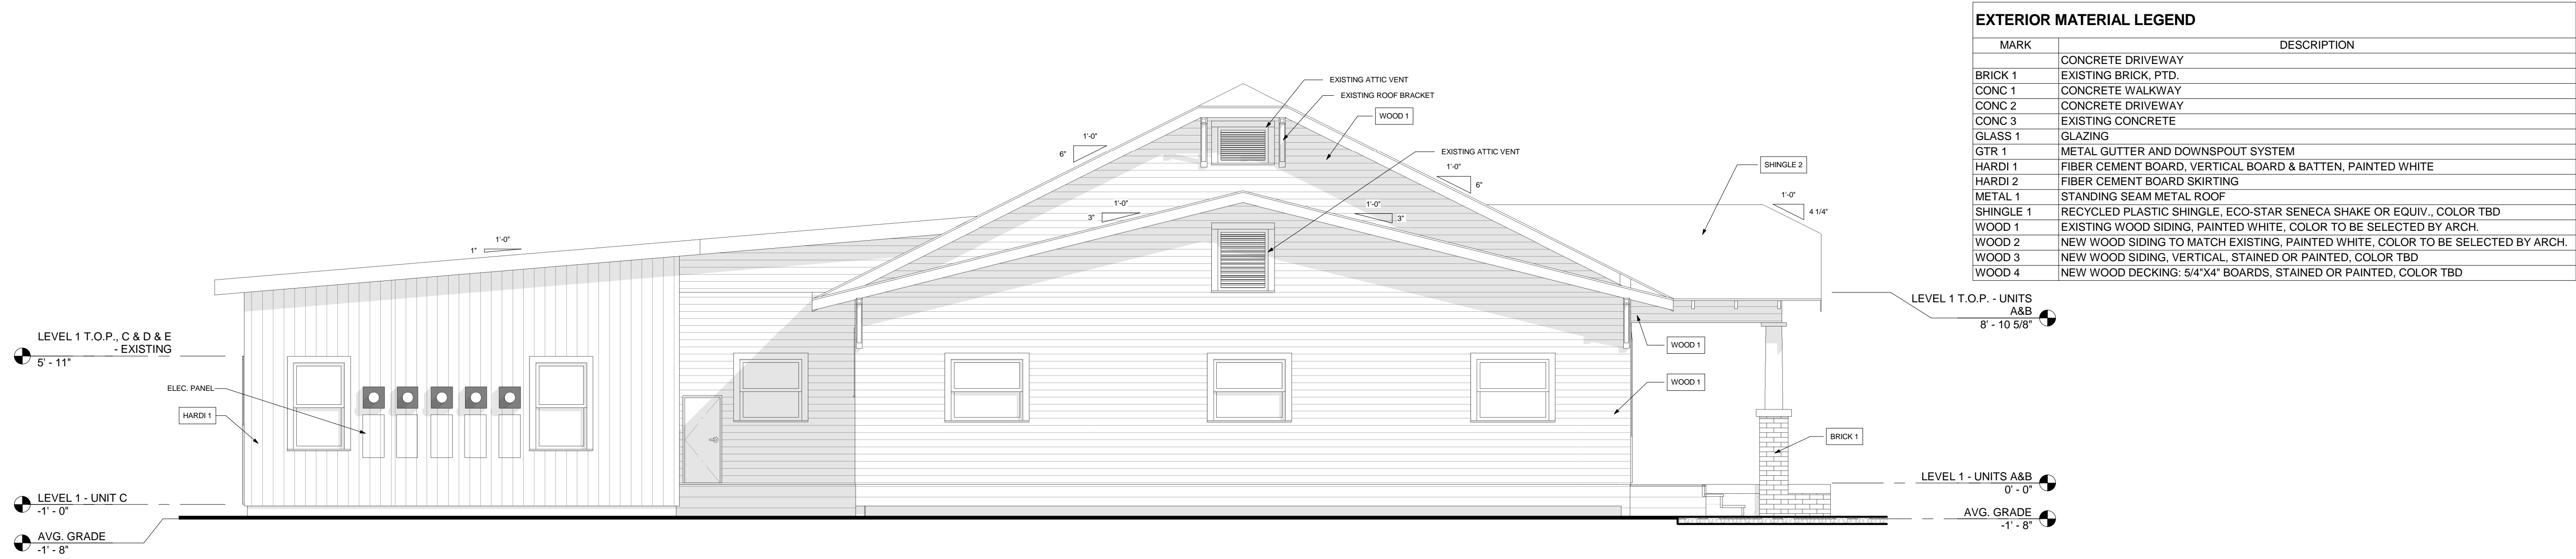 EXTERIOR MATERIAL LEGEND
MARK DESCRIPTION
CONCRETE DRIVEWAY
BRICK 1 EXISTING BRICK, PTD.
CONC 1 CONCRETE WALKWAY
CONC 2 CONCRETE DRIVEWAY
CONC 3 EXISTING CONCRETE
GLASS 1 GLAZING
GTR 1 METAL GUTTER AND DOWNSPOUT SYSTEM
HARDI 1 FIBER CEMENT BOARD, VERTICAL BOARD & BATTEN, PAINTED WHITE
HARDI 2 FIBER CEMENT BOARD SKIRTING
METAL 1 STANDING SEAM METAL ROOF
SHINGLE 1 RECYCLED PLASTIC SHINGLE, ECO-STAR SENECA SHAKE OR EQUIV., COLOR TBD
WOOD 1 EXISTING WOOD SIDING, PAINTED WHITE, COLOR TO BE SELECTED BY ARCH.
WOOD 2 NEW WOOD SIDING TO MATCH EXISTING, PAINTED WHITE, COLOR TO BE SELECTED BY ARCH.
WOOD 3 NEW WOOD SIDING, VERTICAL, STAINED OR PAINTED, COLOR TBD
WOOD 4 NEW WOOD DECKING: 5/4"X4" BOARDS, STAINED OR PAINTED, COLOR TBD
EXISTING ATTIC VENT
EXISTING ROOF BRACKET
WOOD 1
1'-0"
6"
EXISTING ATTIC VENT
1'-0"
6"
SHINGLE 2
1'-0"
4 1/4"
1'-0"
3"
1'-0"
3"
1'-0"
1"
LEVEL 1 T.O.P. - UNITS
A&B
8' - 10 5/8"
LEVEL 1 T.O.P., C & D & E
- EXISTING
5' - 11"
WOOD 1
WOOD 1
ELEC. PANEL
HARDI 1
BRICK 1
LEVEL 1 - UNITS A&B
0' - 0"
LEVEL 1 - UNIT C
-1' - 0"
AVG. GRADE
-1' - 8"
AVG. GRADE
-1' - 8"